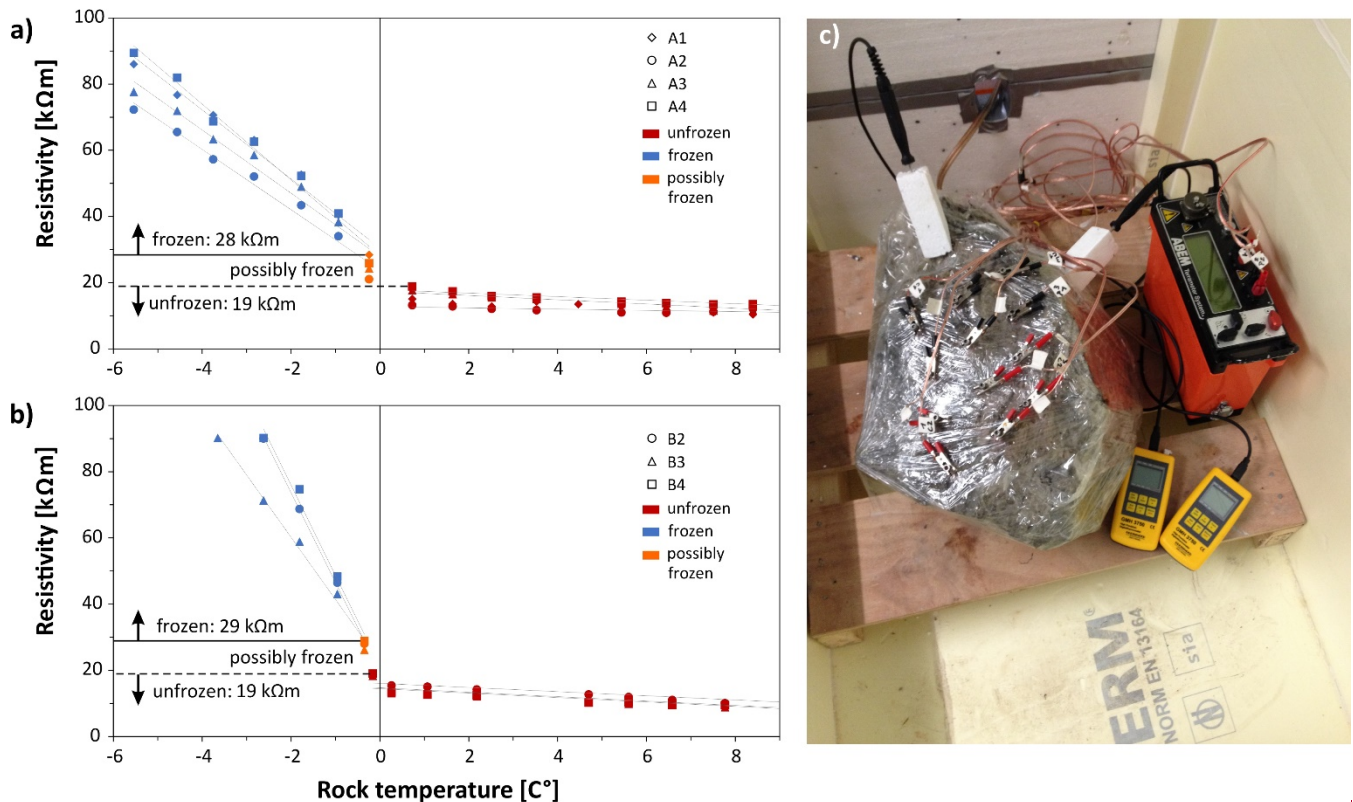 a)
Resistivity [kΩm]
100
80
60
40
20
0
-6
-4
-2
0
2
4
6
8
A1
A2
A3
A4
unfrozen
frozen
possibly
frozen
frozen: 28 kΩm
possibly frozen
unfrozen: 19 kΩm
b)
Resistivity [kΩm]
100
80
60
40
20
0
-6
-4
-2
0
2
4
6
8
B2
B3
B4
unfrozen
frozen
possibly
frozen
frozen: 29 kΩm
possibly frozen
unfrozen: 19 kΩm
Rock temperature [C°]
c)
ABEM
Terrameter System
ERM®
NORM EN 13164
sia